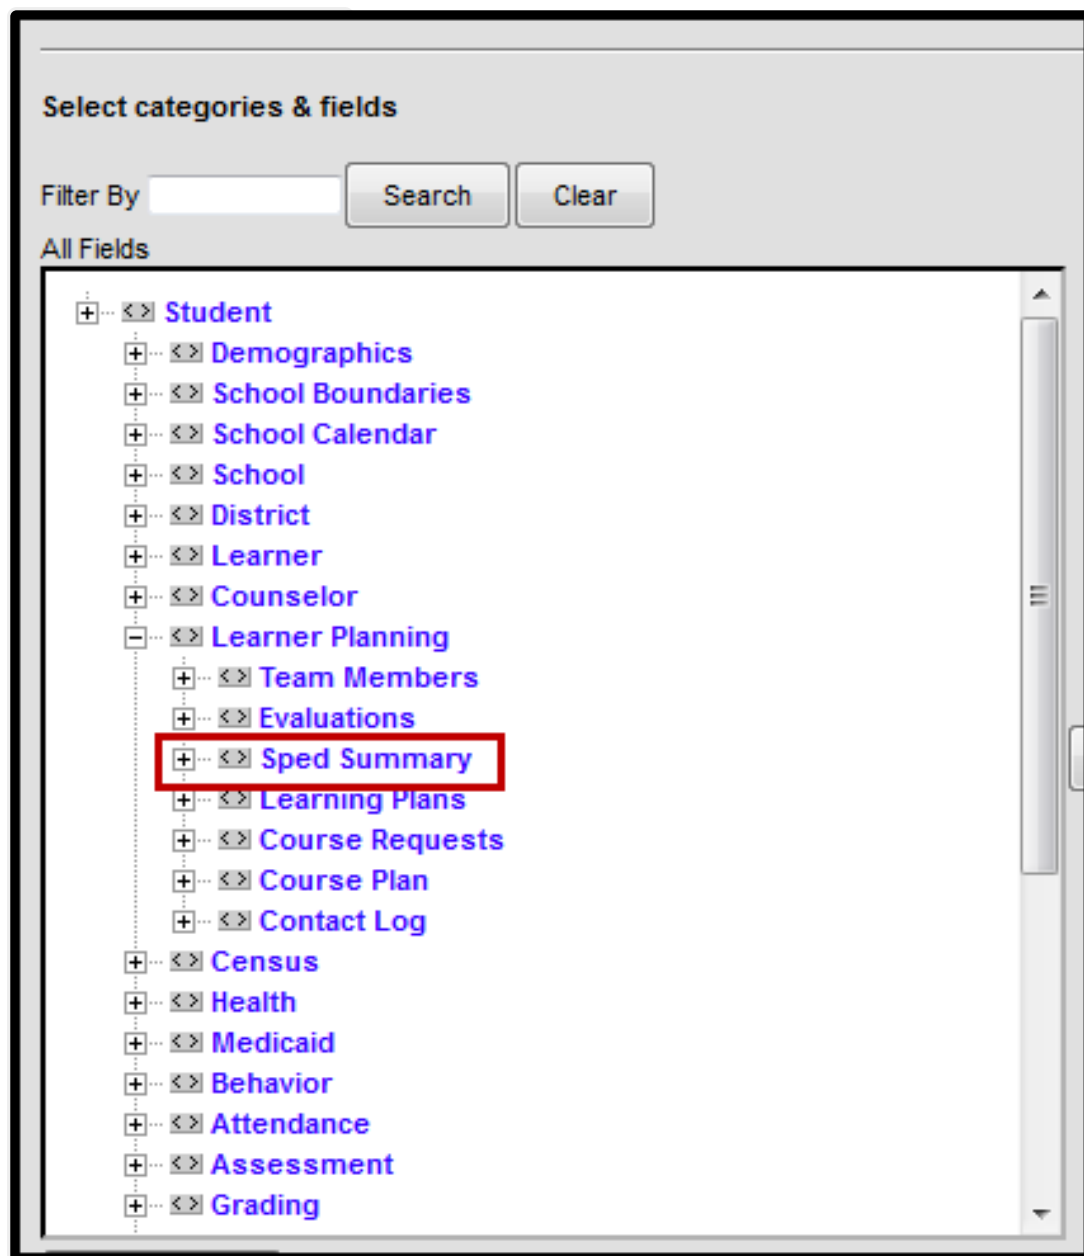 Select categories & fields
Filter By Search Clear
All Fields
Student
Demographics
School Boundaries
School Calendar
School
District
Learner
Counselor
Learner Planning
Team Members
Evaluations
Sped Summary
Learning Plans
Course Requests
Course Plan
Contact Log
Census
Health
Medicaid
Behavior
Attendance
Assessment
Grading